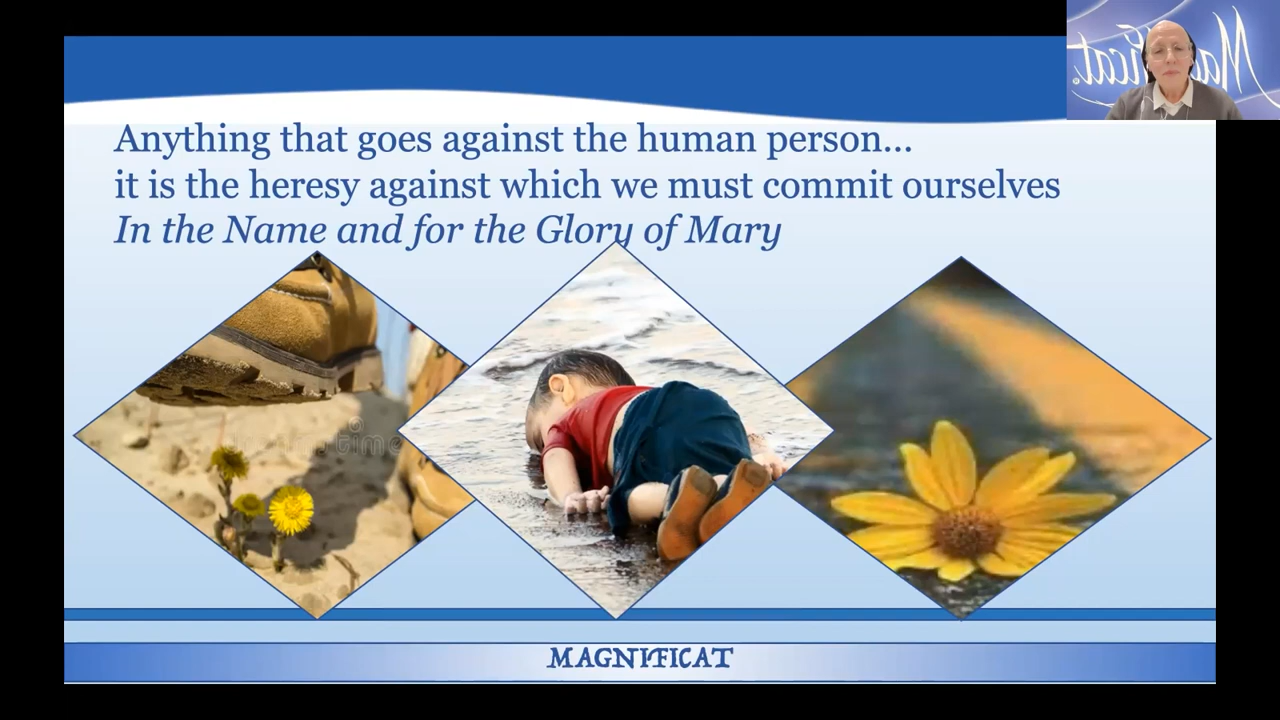 Anything that goes against the human person...
it is the heresy against which we must commit ourselves
In the Name and for the Glory of Mary
MAGNIFICAT